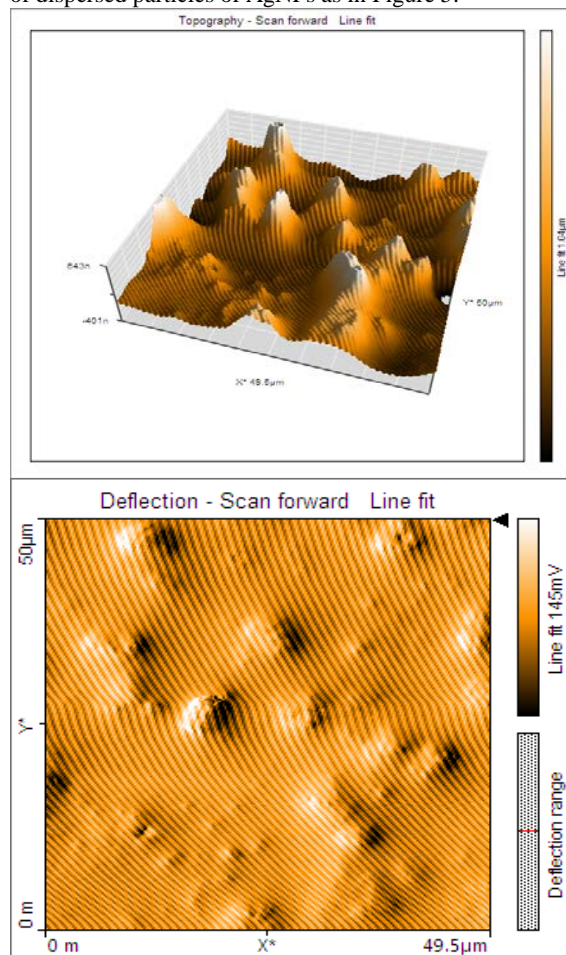 of dispersed particles of AgNPs as in Figure 5.
Topography - Scan forward Line fit
643n
-401n
X* 49.5µm
Y* 50µm
Line fit 1.04µm
Deflection - Scan forward Line fit
50µm
Y*
0 m
0 m
X*
49.5µm
Line fit 145mV
Deflection range